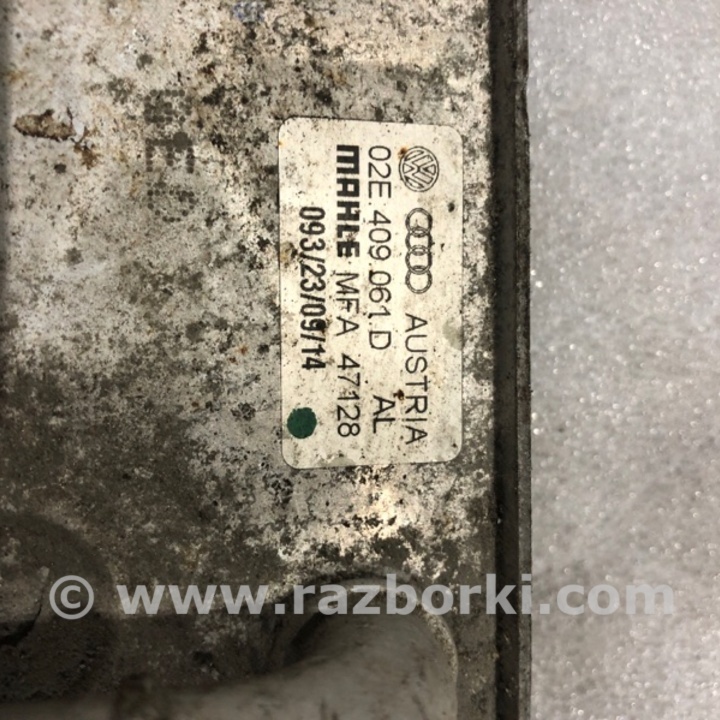 AUSTRIA
02E.409.061.D AL
MAHLE MFA 47128
093/23/09/14
© www.razborki.com